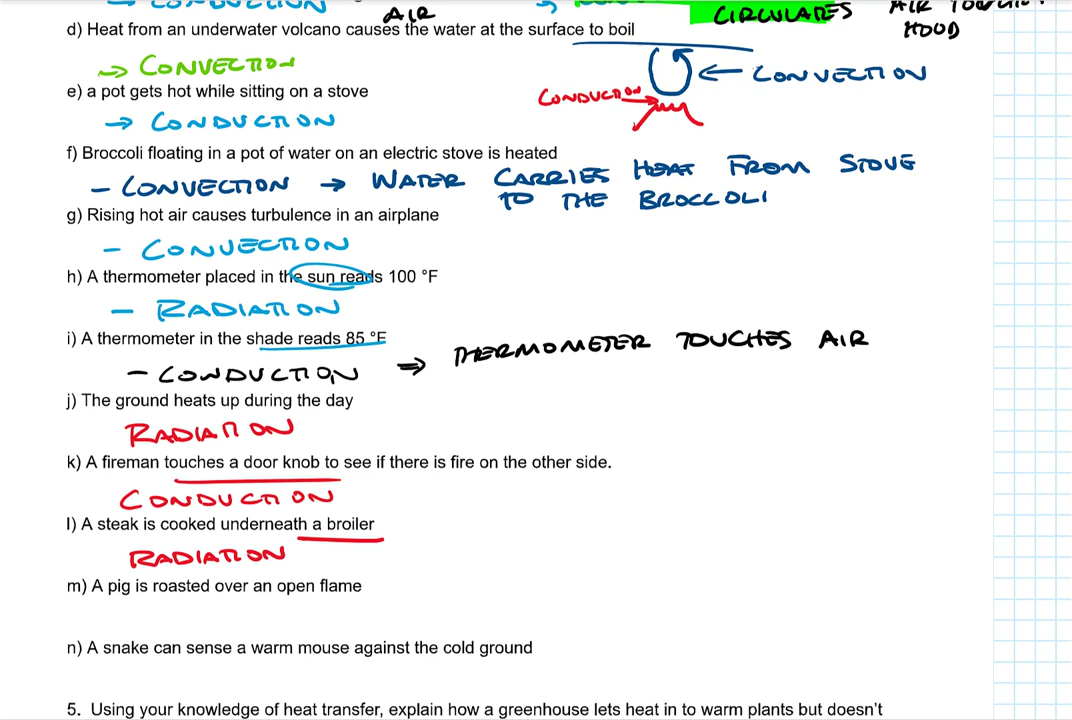 CONDUCTION
AIR
CIRCULARES AIR TOUCH
HOOD
d) Heat from an underwater volcano causes the water at the surface to boil
→ CONVECTION
← CONVECTION
e) a pot gets hot while sitting on a stove
CONDUCTION
→ CONDUCTION
f) Broccoli floating in a pot of water on an electric stove is heated
- CONVECTION → WATER CARRIES HEAT FROM STOVE
TO THE BROCCOLI
g) Rising hot air causes turbulence in an airplane
- CONVECTION
h) A thermometer placed in the sun reads 100 °F
- RADIATION
i) A thermometer in the shade reads 85 °F
- CONDUCTION ⇒ THERMOMETER TOUCHES AIR
j) The ground heats up during the day
RADIATION
k) A fireman touches a door knob to see if there is fire on the other side.
CONDUCTION
l) A steak is cooked underneath a broiler
RADIATION
m) A pig is roasted over an open flame
n) A snake can sense a warm mouse against the cold ground
5. Using your knowledge of heat transfer, explain how a greenhouse lets heat in to warm plants but doesn't